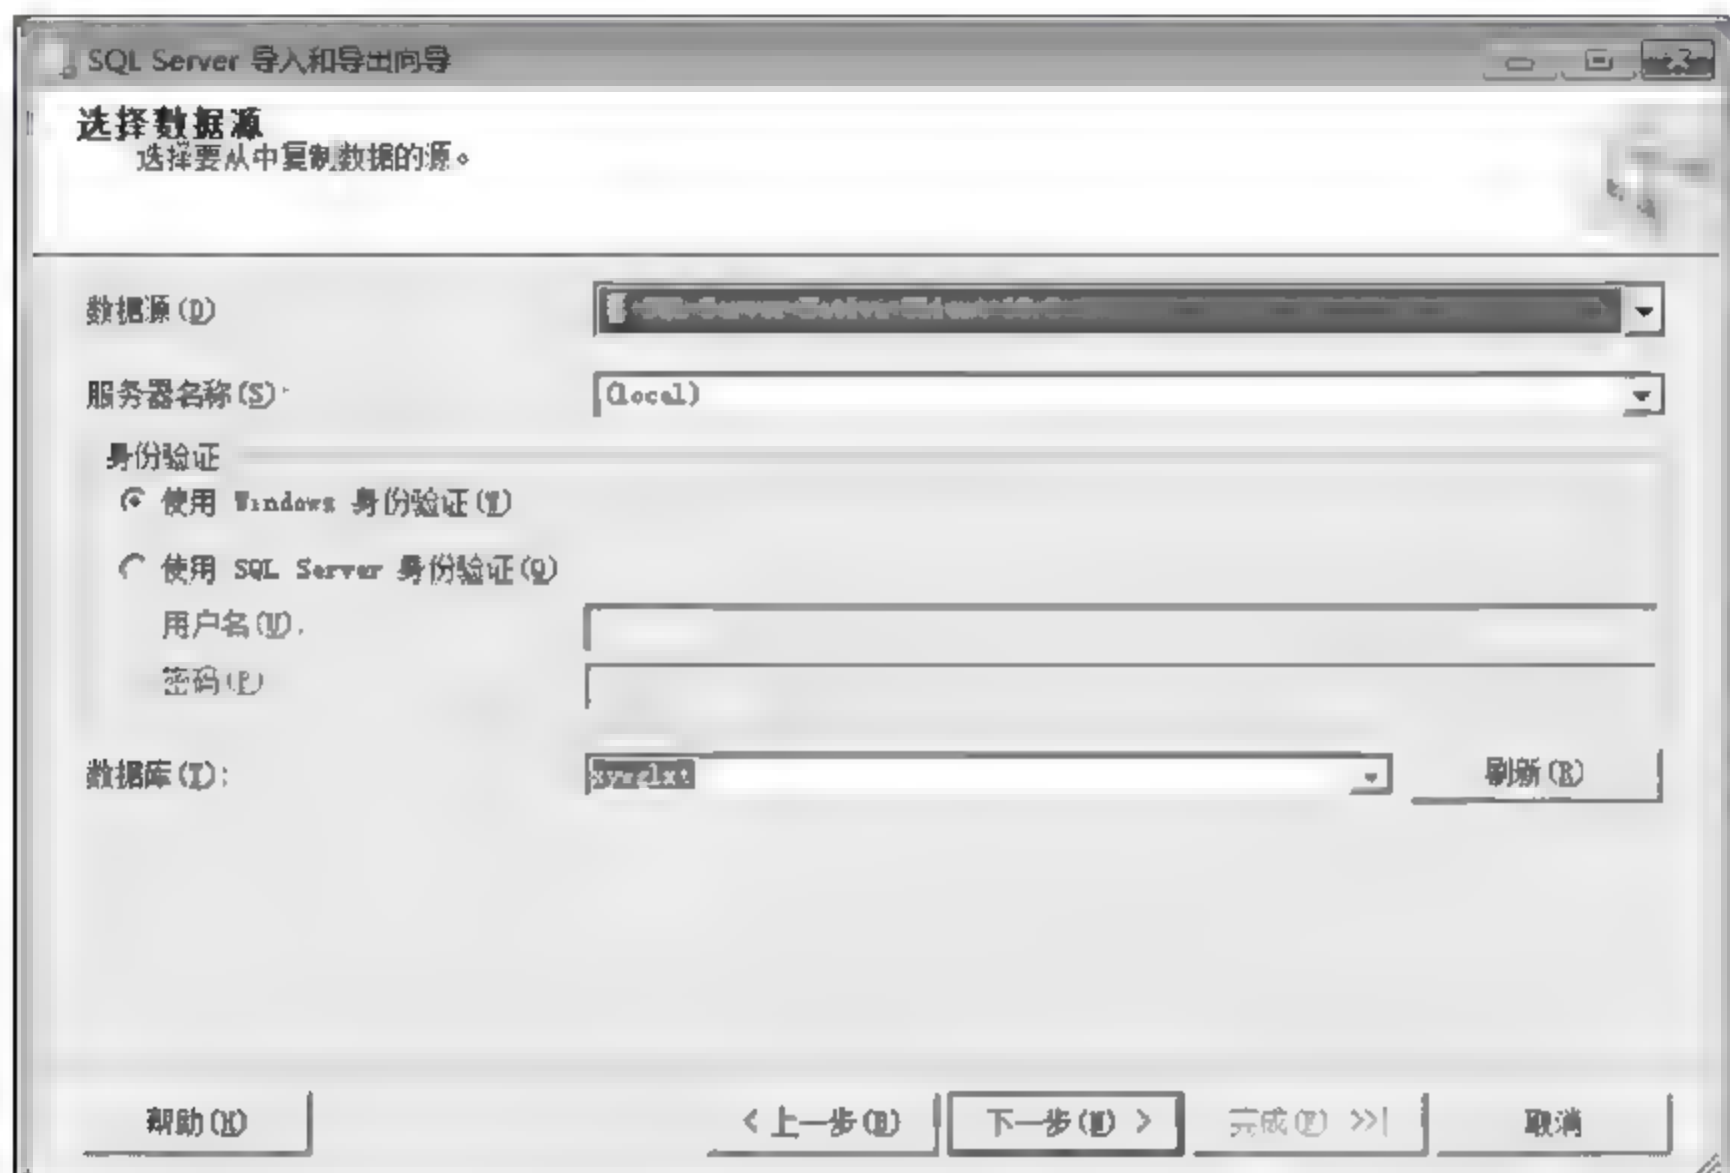 SQL Server 导入和导出向导
选择数据源
选择要从中复制数据的源。
数据源(D)
服务器名称(S):
(local)
身份验证
使用 Windows 身份验证(W)
使用 SQL Server 身份验证(Q)
用户名(U):
密码(P)
数据库(T):
刷新(R)
帮助(H)
< 上一步(B)
下一步(N) >
完成(F) >>|
取消